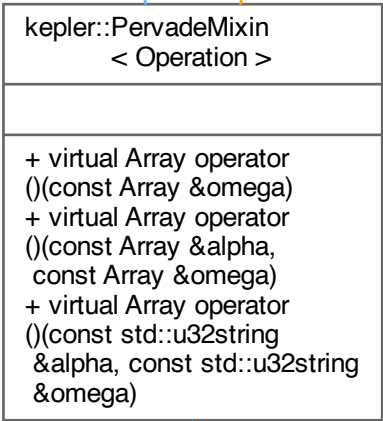 kepler::PervadeMixin
< Operation >
+ virtual Array operator
()(const Array &omega)
+ virtual Array operator
()(const Array &alpha,
const Array &omega)
+ virtual Array operator
()(const std::u32string
&alpha, const std::u32string
&omega)